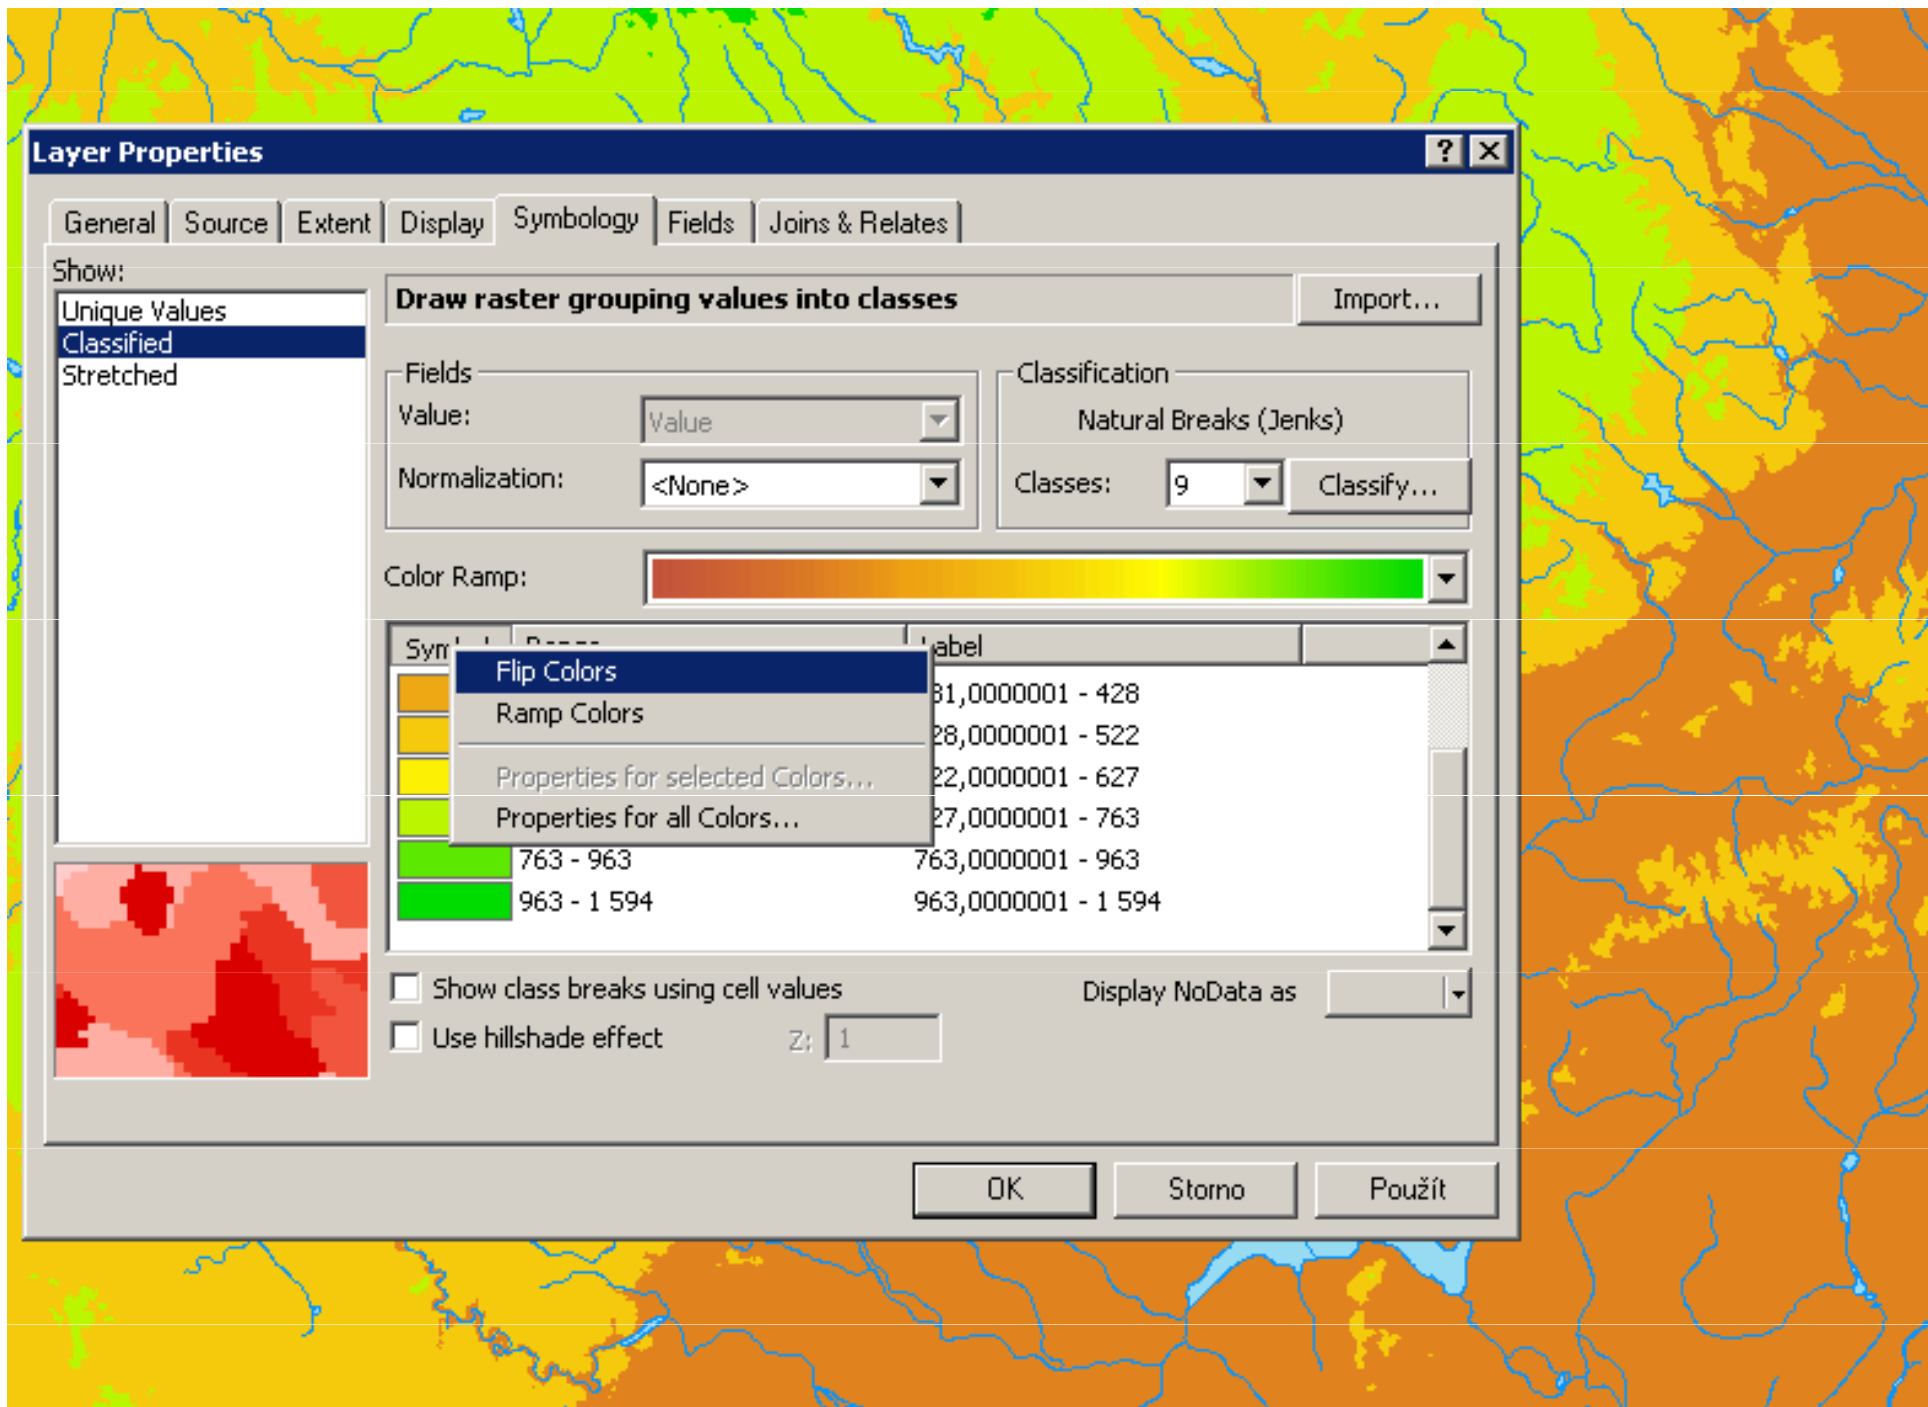 Layer Properties
General Source Extent Display Symbology Fields Joins & Relates
Show:
Unique Values
Classified
Stretched
Draw raster grouping values into classes
Import...
Fields
Value:
Value
Normalization:
<None>
Classification
Natural Breaks (Jenks)
Classes:
9
Classify...
Color Ramp:
Label
Flip Colors
Ramp Colors
Properties for selected Colors...
Properties for all Colors...
81,0000001 - 428
28,0000001 - 522
22,0000001 - 627
27,0000001 - 763
763 - 963 763,0000001 - 963
963 - 1 594 963,0000001 - 1 594
Show class breaks using cell values
Display NoData as
Use hillshade effect
Z: 1
OK Storno Použít